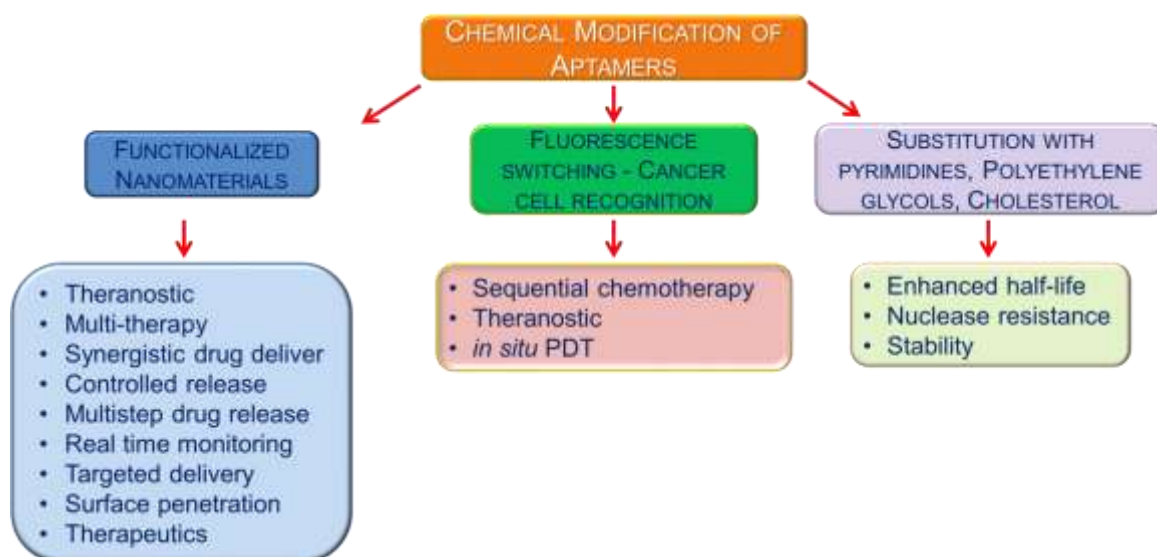 CHEMICAL MODIFICATION OF
APTAMERS
FUNCTIONALIZED
NANOMATERIALS
FLUORESCENCE
SWITCHING - CANCER
CELL RECOGNITION
SUBSTITUTION WITH
PYRIMIDINES, POLYETHYLENE
GLYCOLS, CHOLESTEROL
• Theranostic
• Multi-therapy
• Synergistic drug deliver
• Controlled release
• Multistep drug release
• Real time monitoring
• Targeted delivery
• Surface penetration
• Therapeutics
• Sequential chemotherapy
• Theranostic
• in situ PDT
• Enhanced half-life
• Nuclease resistance
• Stability